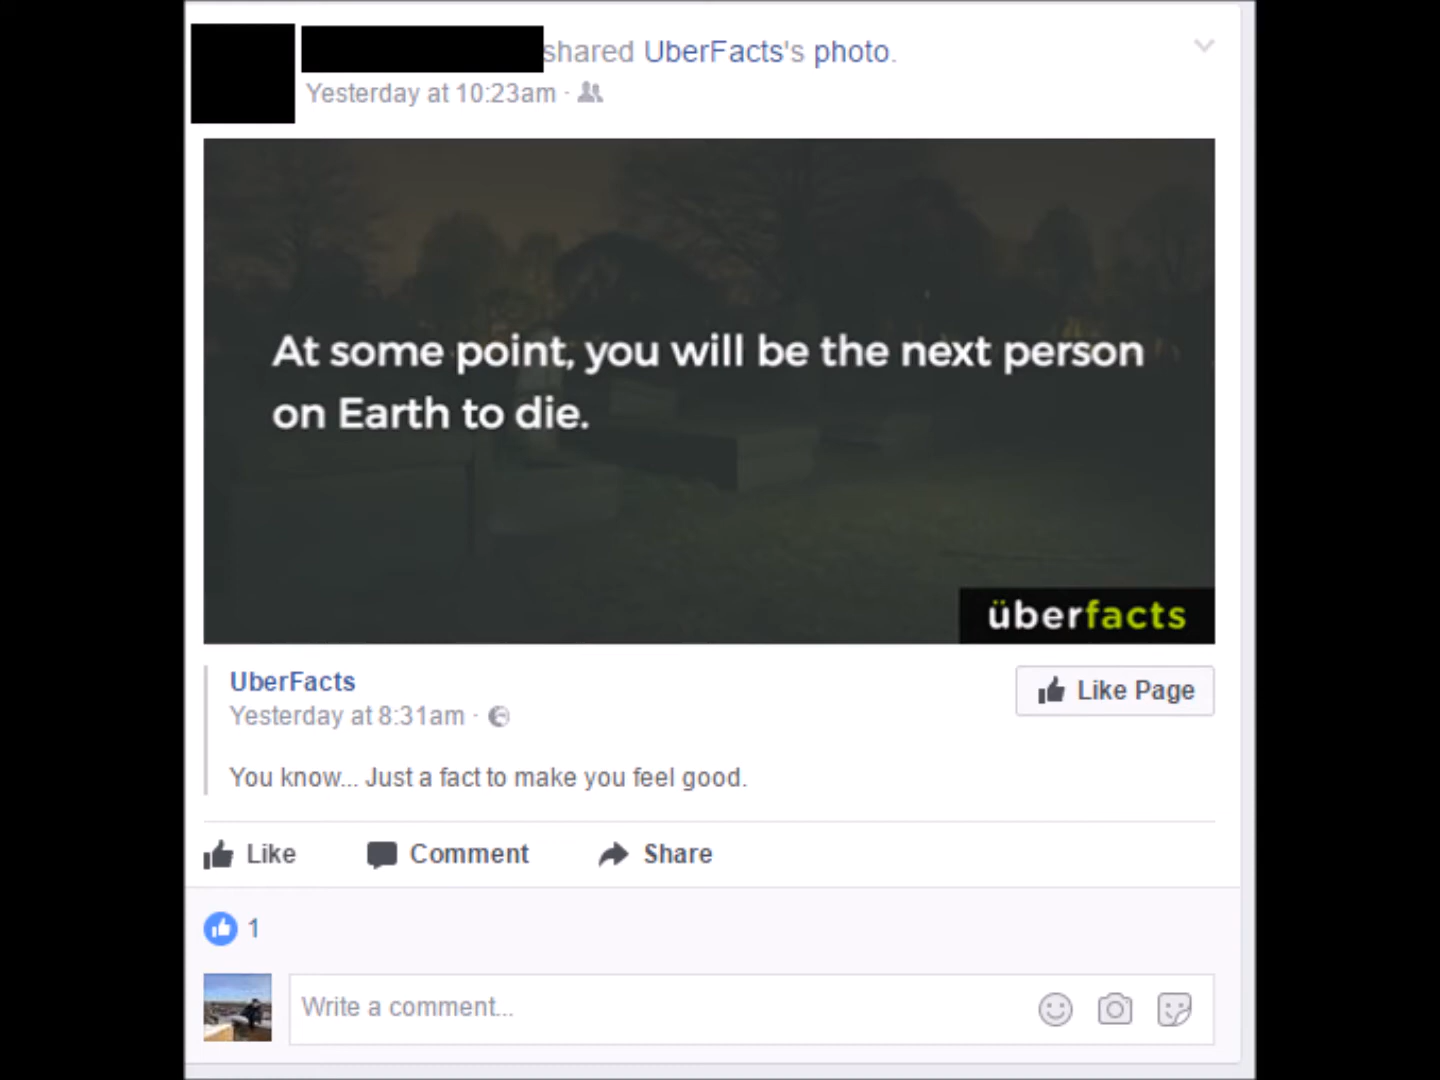 shared UberFacts's photo.
Yesterday at 10:23am ·
At some point, you will be the next person
on Earth to die.
überfacts
UberFacts
Like Page
Yesterday at 8:31am ·
You know... Just a fact to make you feel good.
Like Comment Share
1
Write a comment...